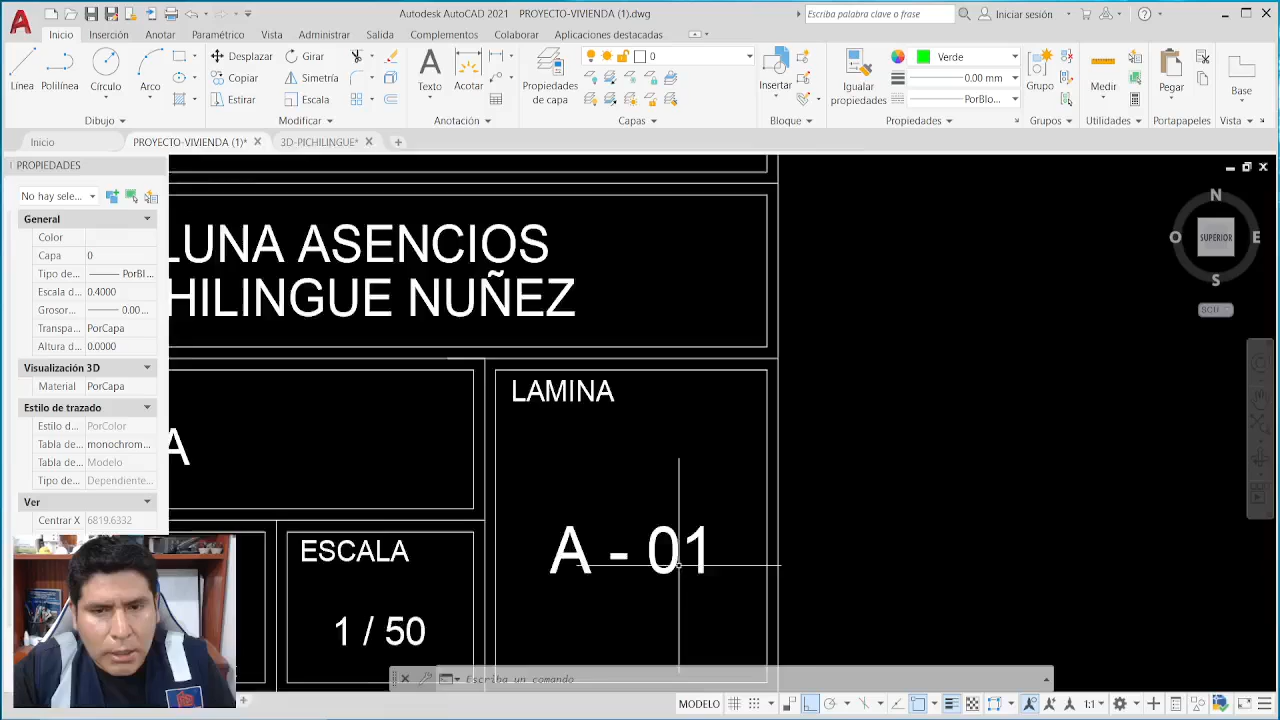 Autodesk AutoCAD 2021 PROYECTO-VIVIENDA (1).dwg
Escriba palabra clave o frase
Iniciar sesión
Inicio Inserción Anotar Paramétrico Vista Administrar Salida Complementos Colaborar Aplicaciones destacadas
Línea Polilínea Círculo Arco
Desplazar Girar
Copiar Simetría
Estirar Escala
Texto Acotar
Propiedades de capa
0
Insertar
Igualar propiedades
Verde
0.00 mm
PorBlo...
Grupo
Medir
Pegar
Base
Dibujo Modificar Anotación Capas Bloque Propiedades Grupos Utilidades Portapapeles Vista
Inicio PROYECTO-VIVIENDA (1)* 3D-PICHILINGUE*
PROPIEDADES
No hay sele...
General
Color
Capa 0
Tipo de... PorBl...
Escala d... 0.4000
Grosor... 0.00...
Transpa... PorCapa
Altura d... 0.0000
Visualización 3D
Material PorCapa
Estilo de trazado
Estilo d... PorColor
Tabla de... monochrom...
Tabla de... Modelo
Tipo de... Dependiente...
Ver
Centrar X 6819.6332
LUNA ASENCIOS
HILINGUE NUÑEZ
A
LAMINA
A - 01
ESCALA
1 / 50
N
O SUPERIOR E
S
SCU
Escriba un comando
MODELO
1:1